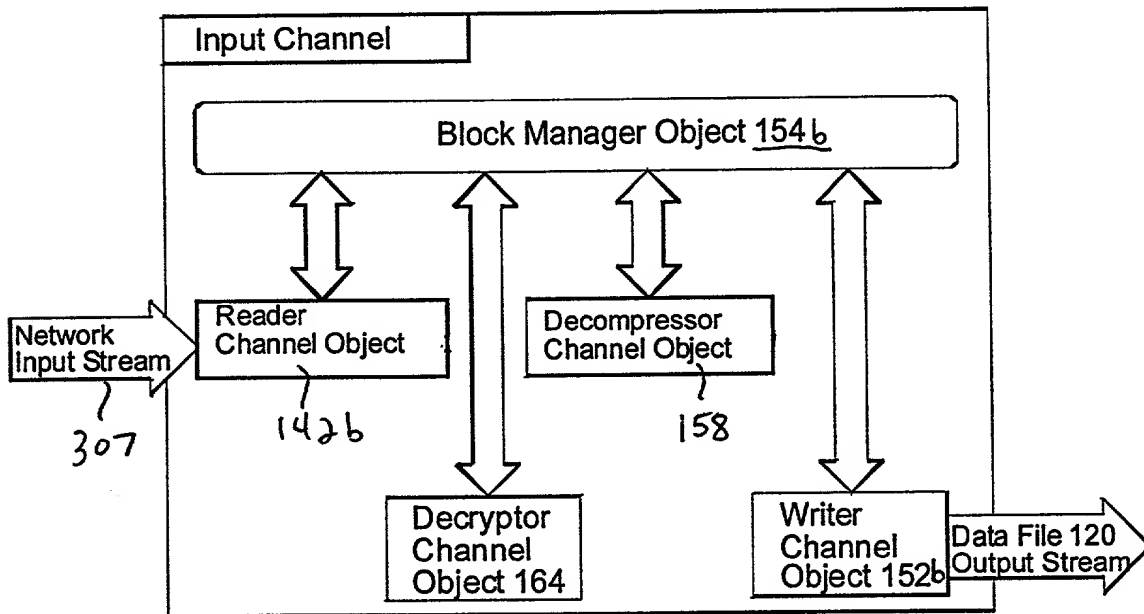 Input Channel
Block Manager Object 154b
Reader
Channel Object
Decompressor
Channel Object
Network
Input Stream
307
142b
158
Decryptor
Channel
Object 164
Writer
Channel
Object 152b
Data File 120
Output Stream